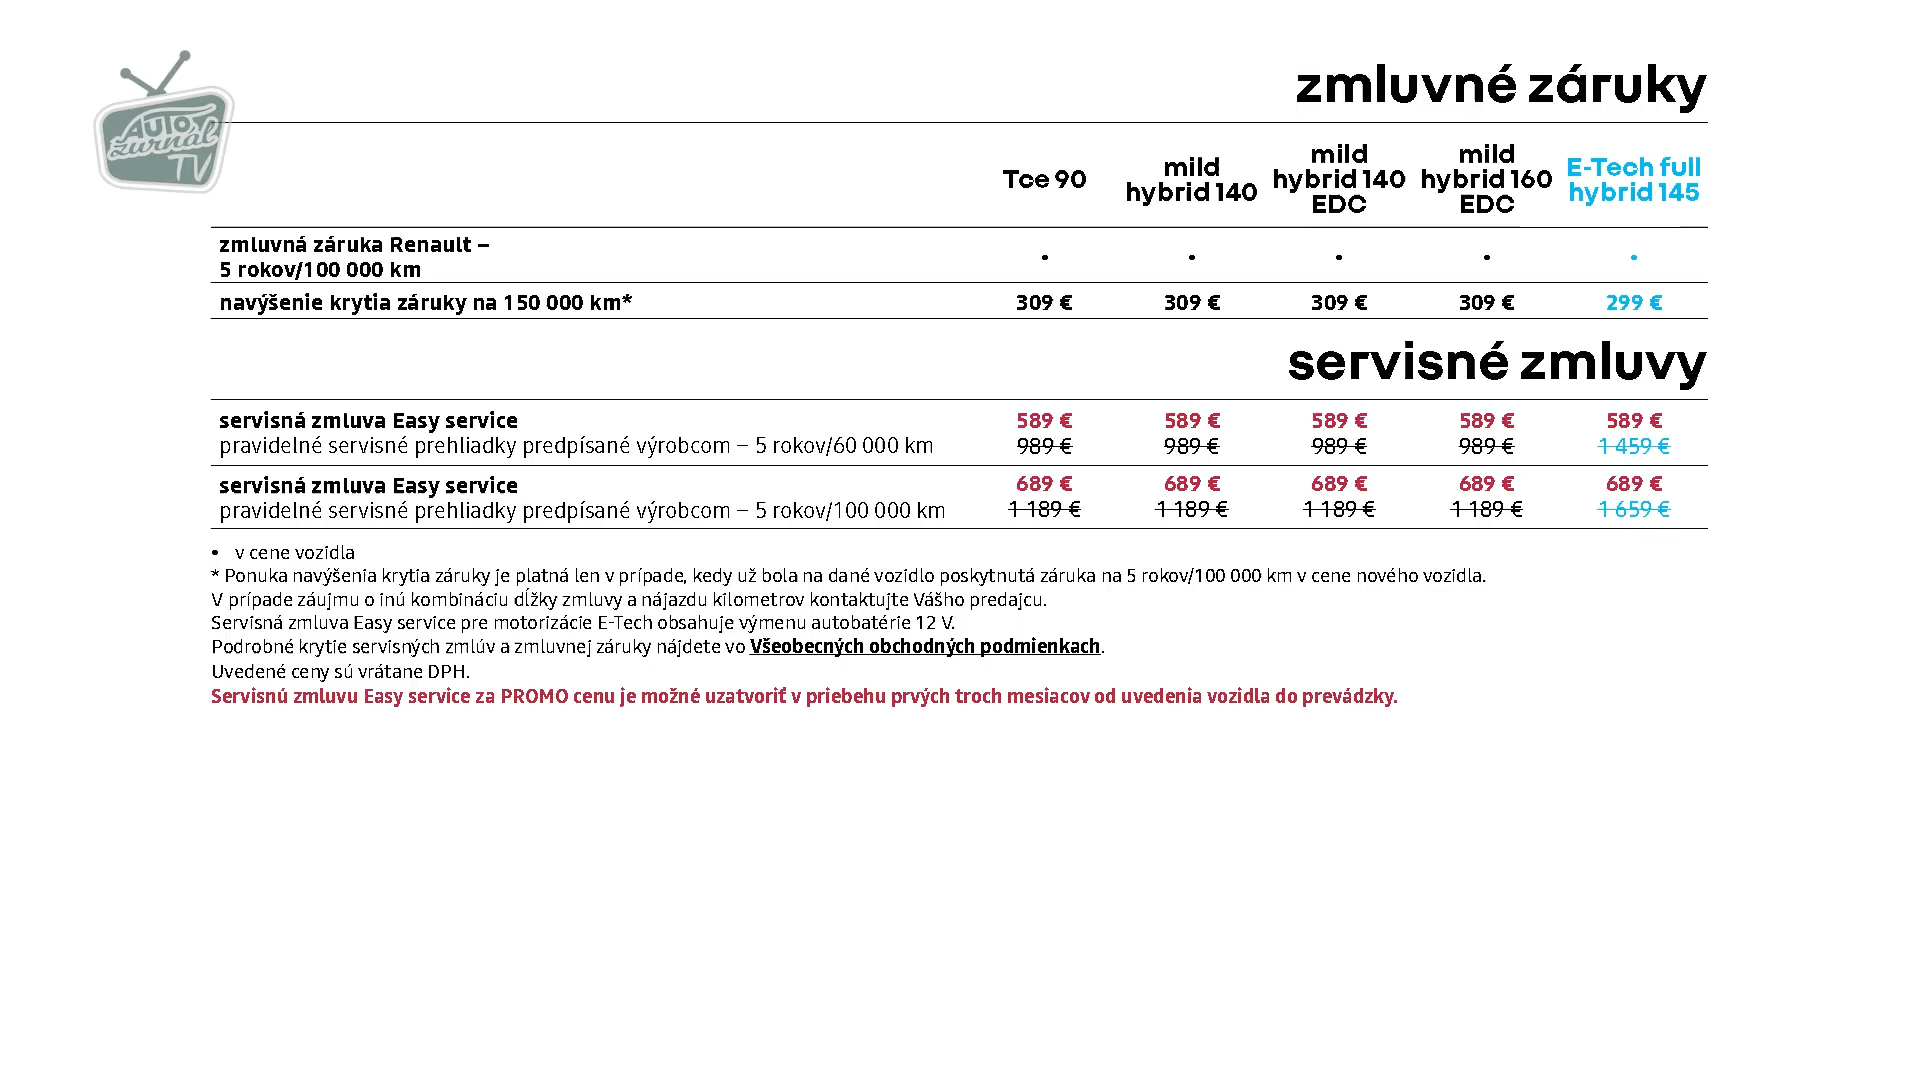 Auto
žurnál
TV
zmluvné záruky
Tce 90
mild hybrid 140
mild hybrid 140 EDC
mild hybrid 160 EDC
E-Tech full hybrid 145
zmluvná záruka Renault –
5 rokov/100 000 km
• • • • •
navýšenie krytia záruky na 150 000 km* 309 € 309 € 309 € 309 € 299 €
servisné zmluvy
servisná zmluva Easy service 589 € 589 € 589 € 589 € 589 €
pravidelné servisné prehliadky predpísané výrobcom – 5 rokov/60 000 km 989 € 989 € 989 € 989 € 1 459 €
servisná zmluva Easy service 689 € 689 € 689 € 689 € 689 €
pravidelné servisné prehliadky predpísané výrobcom – 5 rokov/100 000 km 1 189 € 1 189 € 1 189 € 1 189 € 1 659 €
• v cene vozidla
* Ponuka navýšenia krytia záruky je platná len v prípade, kedy už bola na dané vozidlo poskytnutá záruka na 5 rokov/100 000 km v cene nového vozidla.
V prípade záujmu o inú kombináciu dĺžky zmluvy a nájazdu kilometrov kontaktujte Vášho predajcu.
Servisná zmluva Easy service pre motorizácie E-Tech obsahuje výmenu autobatérie 12 V.
Podrobné krytie servisných zmlúv a zmluvnej záruky nájdete vo Všeobecných obchodných podmienkach.
Uvedené ceny sú vrátane DPH.
Servisnú zmluvu Easy service za PROMO cenu je možné uzatvoriť v priebehu prvých troch mesiacov od uvedenia vozidla do prevádzky.